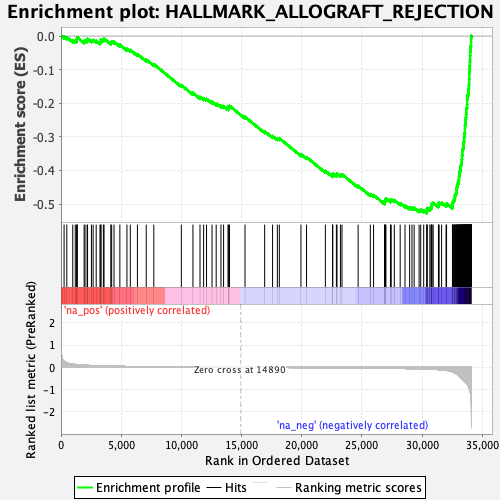 Enrichment plot: HALLMARK_ALLOGRAFT_REJECTION
Enrichment score (ES)
0.0
-0.1
-0.2
-0.3
-0.4
-0.5
'na_pos' (positively correlated)
Ranked list metric (PreRanked)
2
1
0
-1
-2
Zero cross at 14890
'na_neg' (negatively correlated)
0 5,000 10,000 15,000 20,000 25,000 30,000 35,000
Rank in Ordered Dataset
Enrichment profile Hits Ranking metric scores